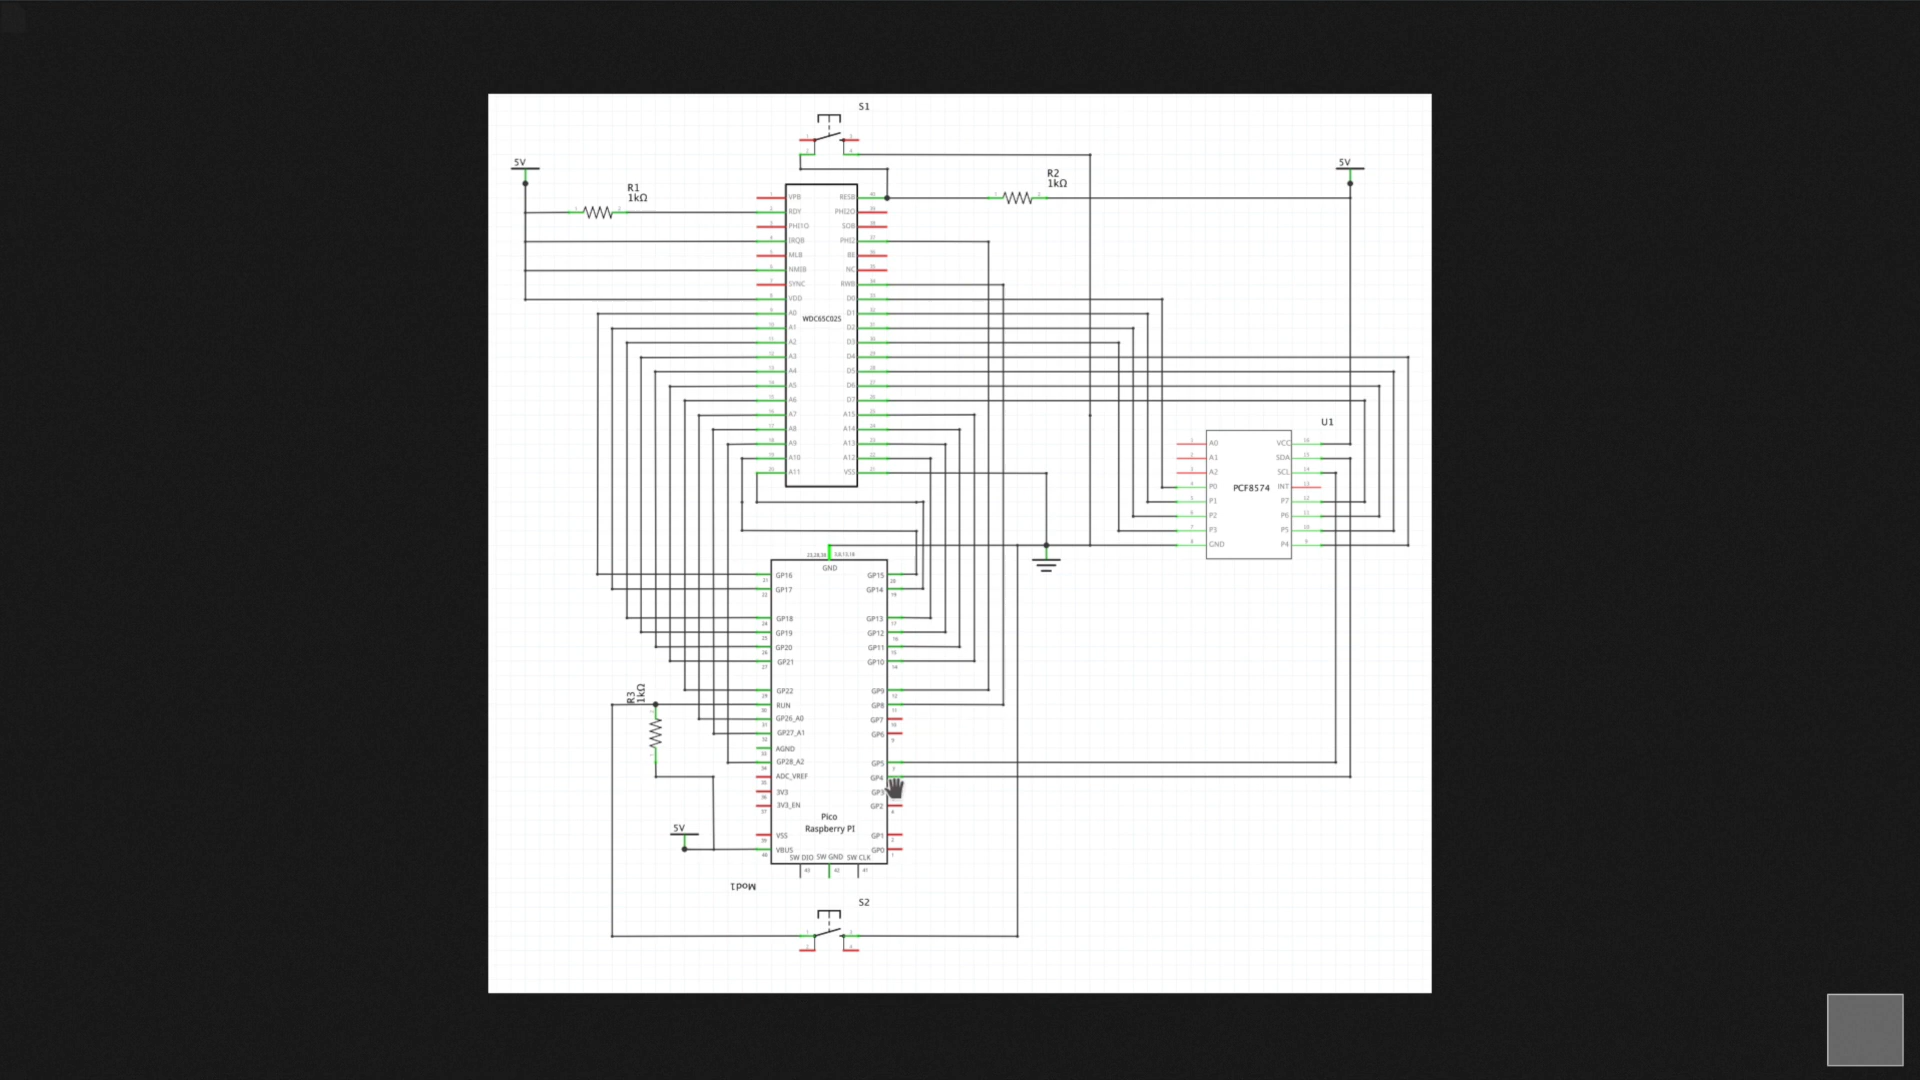 S1
5V
5V
R1
1kΩ
R2
1kΩ
VPB
RDY
PHI1O
IRQB
MLB
NMIB
SYNC
VDD
A0
A1
A2
A3
A4
A5
A6
A7
A8
A9
A10
A11
WDC65C02S
RESB
PHI2O
SOB
PHI2
BE
NC
RWB
D0
D1
D2
D3
D4
D5
D6
D7
A15
A14
A13
A12
VSS
U1
A0
A1
A2
P0
P1
P2
P3
GND
PCF8574
VCC
SDA
SCL
INT
P7
P6
P5
P4
GND
GP16
GP17
GP18
GP19
GP20
GP21
GP22
RUN
GP26_A0
GP27_A1
AGND
GP28_A2
ADC_VREF
3V3
3V3_EN
VSS
VBUS
GP15
GP14
GP13
GP12
GP11
GP10
GP9
GP8
GP7
GP6
GP5
GP4
GP3
GP2
GP1
GP0
Pico
Raspberry PI
SW DIO SW GND SW CLK
43 42 41
R3
1kΩ
5V
Mod1
S2